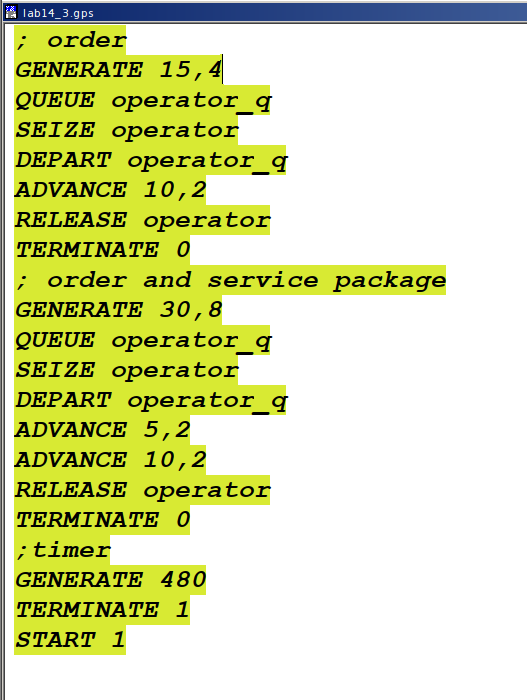 lab14_3.gps
; order
GENERATE 15,4
QUEUE operator_q
SEIZE operator
DEPART operator_q
ADVANCE 10,2
RELEASE operator
TERMINATE 0
; order and service package
GENERATE 30,8
QUEUE operator_q
SEIZE operator
DEPART operator_q
ADVANCE 5,2
ADVANCE 10,2
RELEASE operator
TERMINATE 0
;timer
GENERATE 480
TERMINATE 1
START 1